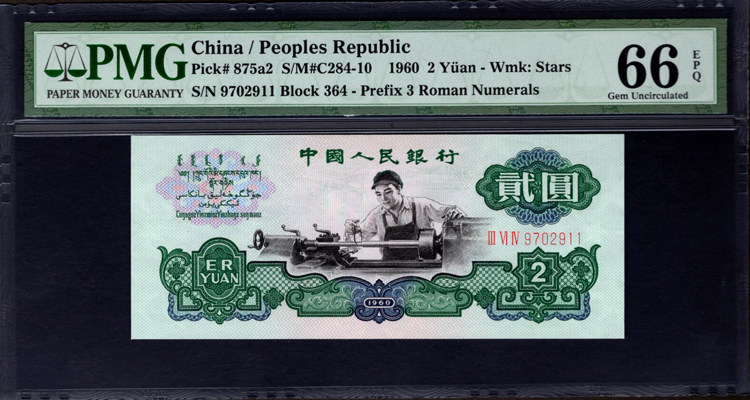 PMG
PAPER MONEY GUARANTY
China / Peoples Republic
Pick# 875a2 S/M#C284-10 1960 2 Yüan - Wmk: Stars
S/N 9702911 Block 364 - Prefix 3 Roman Numerals
66
EPQ
Gem Uncirculated
中國人民銀行
貳圓
III VI IV 9702911
ER
YUAN
1960
2